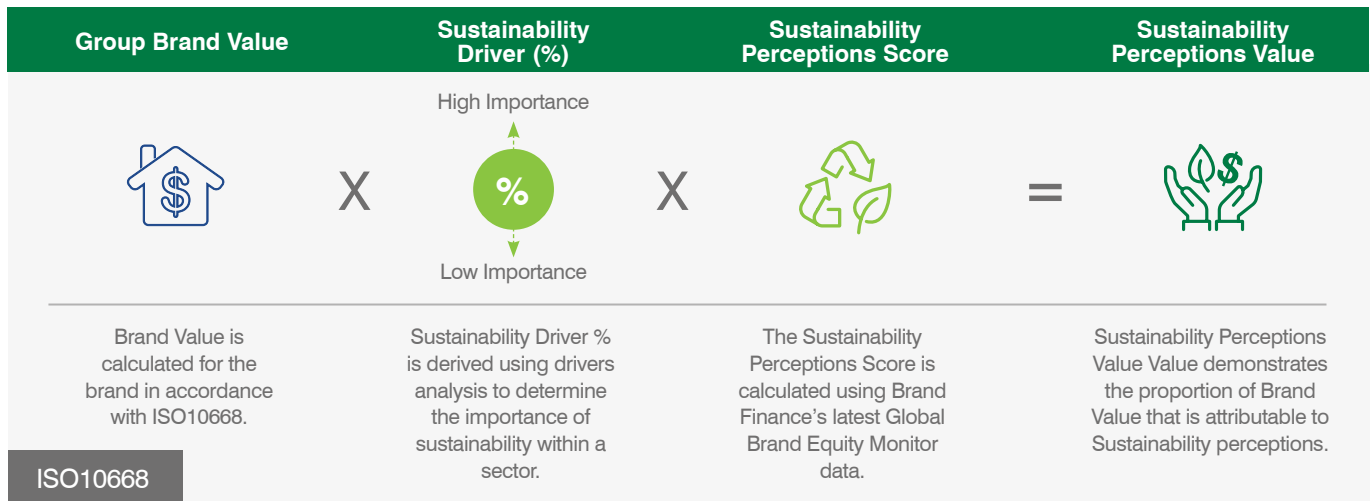 Group Brand Value
Sustainability
Driver (%)
Sustainability
Perceptions Score
Sustainability
Perceptions Value
High Importance
$
X
%
X
=
$
Low Importance
Brand Value is
calculated for the
brand in accordance
with ISO10668.
Sustainability Driver %
is derived using drivers
analysis to determine
the importance of
sustainability within a
sector.
The Sustainability
Perceptions Score is
calculated using Brand
Finance’s latest Global
Brand Equity Monitor
data.
Sustainability Perceptions
Value Value demonstrates
the proportion of Brand
Value that is attributable to
Sustainability perceptions.
ISO10668